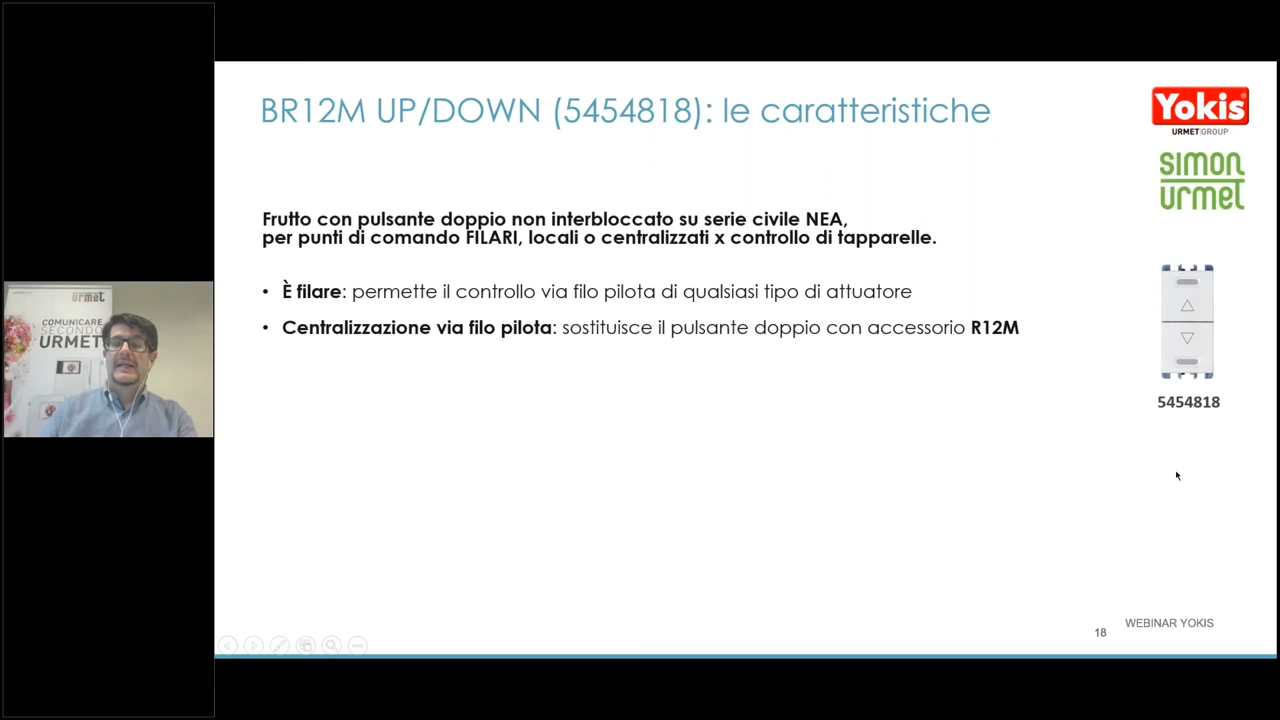 BR12M UP/DOWN (5454818): le caratteristiche
Yokis
URMET GROUP
simon
urmet
Frutto con pulsante doppio non interbloccato su serie civile NEA,
per punti di comando FILARI, locali o centralizzati x controllo di tapparelle.
• È filare: permette il controllo via filo pilota di qualsiasi tipo di attuatore
• Centralizzazione via filo pilota: sostituisce il pulsante doppio con accessorio R12M
5454818
urmet
COMUNICARE
SECONDO
URMET
WEBINAR YOKIS
18